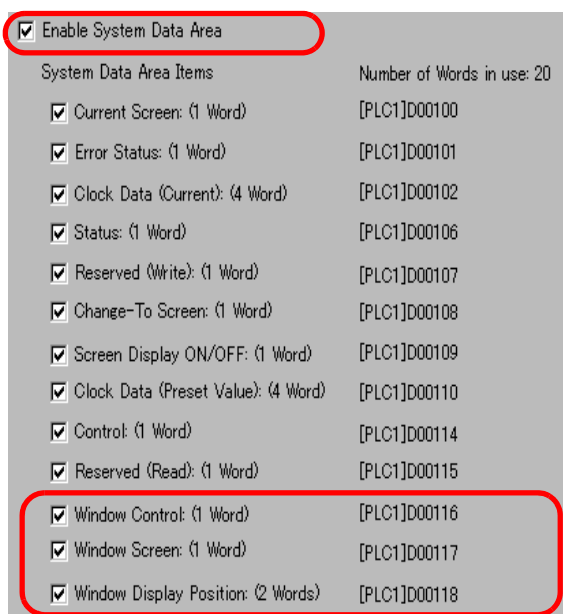 Enable System Data Area
System Data Area Items Number of Words in use: 20
Current Screen: (1 Word) [PLC1]D00100
Error Status: (1 Word) [PLC1]D00101
Clock Data (Current): (4 Word) [PLC1]D00102
Status: (1 Word) [PLC1]D00106
Reserved (Write): (1 Word) [PLC1]D00107
Change-To Screen: (1 Word) [PLC1]D00108
Screen Display ON/OFF: (1 Word) [PLC1]D00109
Clock Data (Preset Value): (4 Word) [PLC1]D00110
Control: (1 Word) [PLC1]D00114
Reserved (Read): (1 Word) [PLC1]D00115
Window Control: (1 Word) [PLC1]D00116
Window Screen: (1 Word) [PLC1]D00117
Window Display Position: (2 Words) [PLC1]D00118